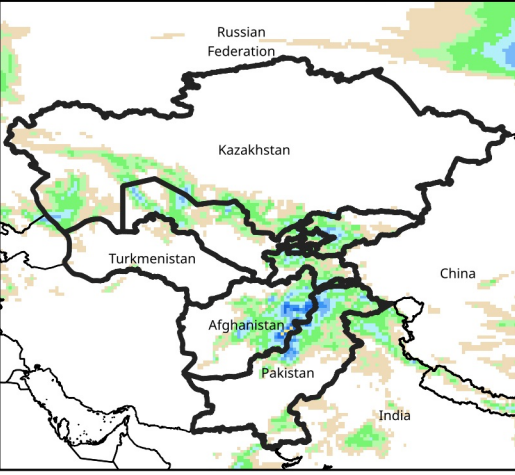 Russian
Federation
Kazakhstan
Turkmenistan
China
Afghanistan
Pakistan
India